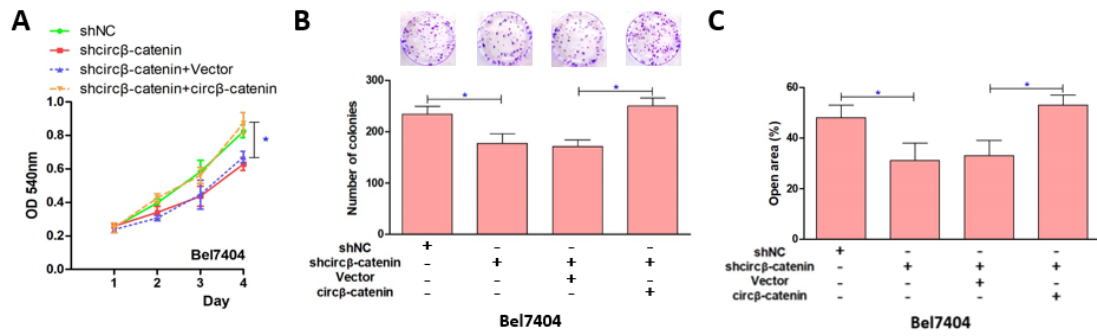 A
shNC
shcircβ-catenin
shcircβ-catenin+Vector
shcircβ-catenin+circβ-catenin
OD 540nm
1.0
0.8
0.6
0.4
0.2
0.0
*
Bel7404
1 2 3 4
Day
B
Number of colonies
300
200
100
0
* *
shNC + - - -
shcircβ-catenin - + + +
Vector - - + -
circβ-catenin - - - +
Bel7404
C
Open area (%)
60
40
20
0
* *
shNC + - - -
shcircβ-catenin - + + +
Vector - - + -
circβ-catenin - - - +
Bel7404